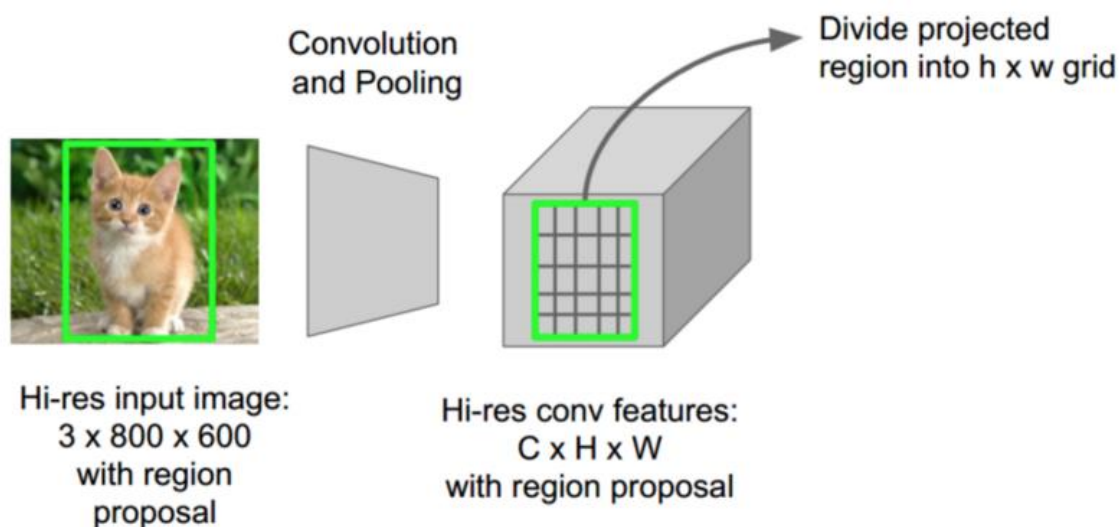 Convolution
and Pooling
Divide projected
region into h x w grid
Hi-res input image:
3 x 800 x 600
with region
proposal
Hi-res conv features:
C x H x W
with region proposal